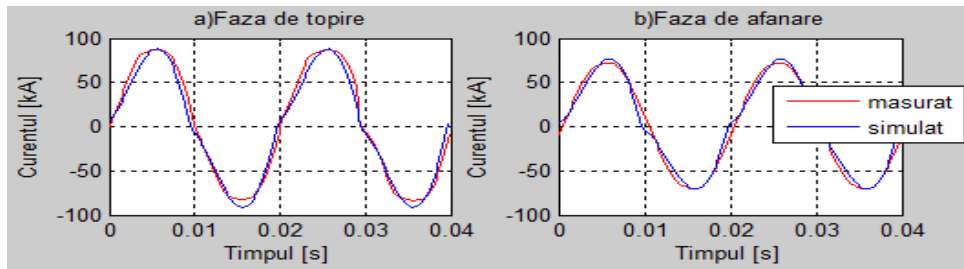 a)Faza de topire
100
50
0
-50
-100
Curentul [kA]
0 0.01 0.02 0.03 0.04
Timpul [s]
b)Faza de afanare
100
50
0
-50
-100
Curentul [kA]
0 0.01 0.02 0.03 0.04
Timpul [s]
masurat
simulat